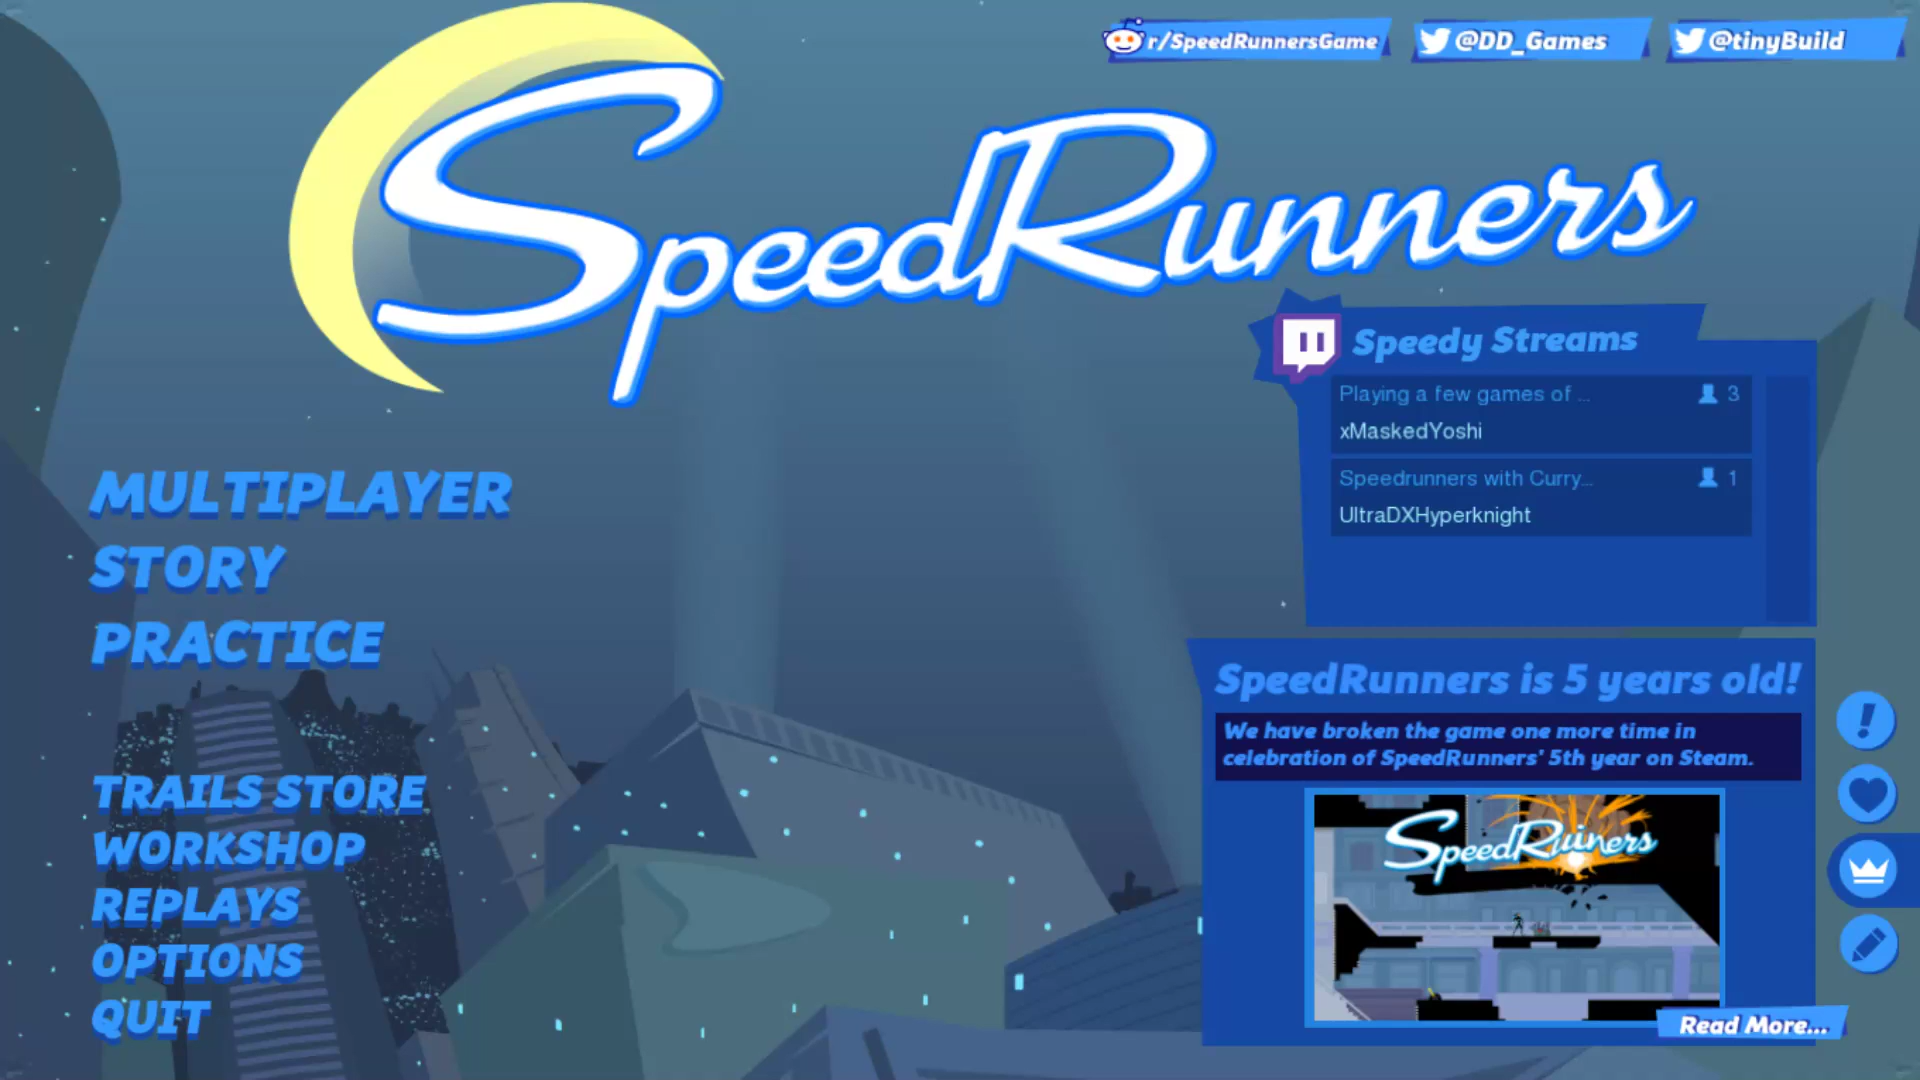 r/SpeedRunnersGame
@DD_Games
@tinyBuild
SpeedRunners
Speedy Streams
Playing a few games of ...
3
xMaskedYoshi
Speedrunners with Curry...
1
UltraDXHyperknight
MULTIPLAYER
STORY
PRACTICE
TRAILS STORE
WORKSHOP
REPLAYS
OPTIONS
QUIT
SpeedRunners is 5 years old!
We have broken the game one more time in
celebration of SpeedRunners' 5th year on Steam.
SpeedRuiners
Read More...